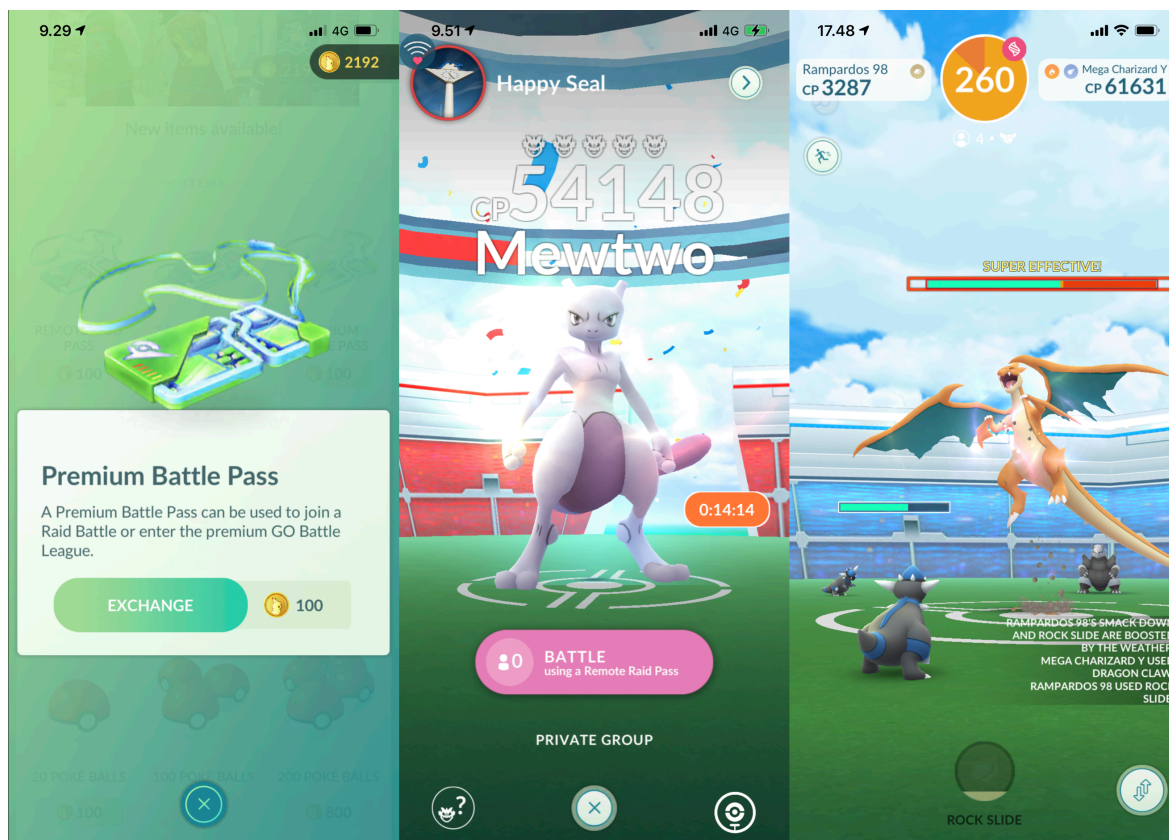 9.29
4G
2192
New items available!
ITEMS
PASS
100
100
Premium Battle Pass
A Premium Battle Pass can be used to join a
Raid Battle or enter the premium GO Battle
League.
EXCHANGE
100
20 POKÉ BALLS
100 POKÉ BALLS
200 POKÉ BALLS
100
800
9.51
4G
Happy Seal
CP54148
Mewtwo
0:14:14
0
BATTLE
using a Remote Raid Pass
PRIVATE GROUP
?
17.48
Rampardos 98
CP 3287
260
Mega Charizard Y
CP 61631
4
SUPER EFFECTIVE!
RAMPARDOS 98'S SMACK DOWN
AND ROCK SLIDE ARE BOOSTED
BY THE WEATHER
MEGA CHARIZARD Y USED
DRAGON CLAW
RAMPARDOS 98 USED ROCK
SLIDE
ROCK SLIDE